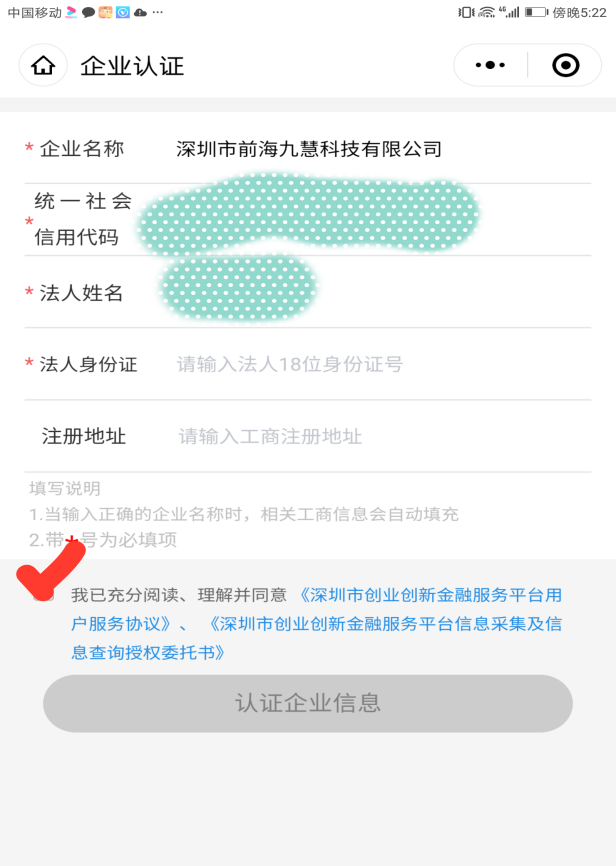 中国移动 ··· 4G 傍晚5:22
企业认证
* 企业名称 深圳市前海九慧科技有限公司
* 统一社会
信用代码
* 法人姓名
* 法人身份证 请输入法人18位身份证号
注册地址 请输入工商注册地址
填写说明
1.当输入正确的企业名称时，相关工商信息会自动填充
2.带*号为必填项
我已充分阅读、理解并同意 《深圳市创业创新金融服务平台用
户服务协议》、 《深圳市创业创新金融服务平台信息采集及信
息查询授权委托书》
认证企业信息